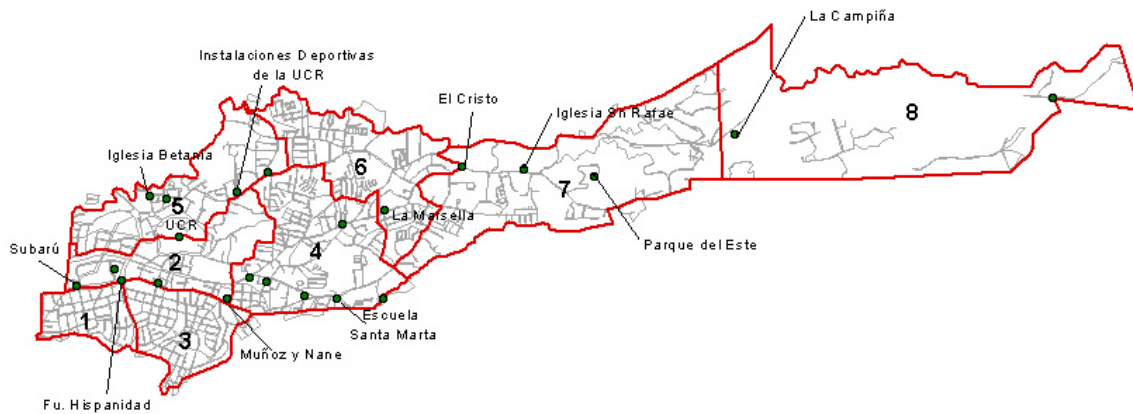 La Campiña
Instalaciones Deportivas
de la UCR
El Cristo
Iglesia Sn Rafae
8
Iglesia Betania
6
7
5
La Marsella
UCR
Parque del Este
Subarú
4
2
Escuela
Santa Marta
1
3
Muñoz y Nane
Fu. Hispanidad